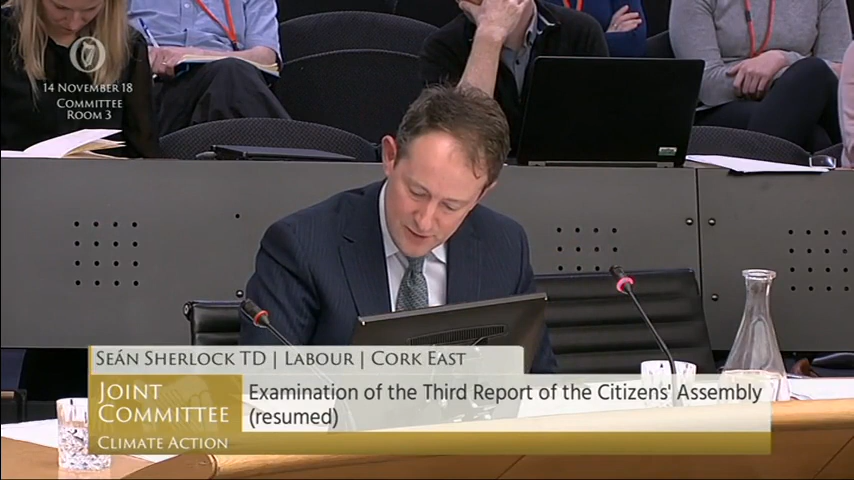 14 November 18
Committee
Room 3
Seán Sherlock TD | Labour | Cork East
Joint
Committee
Climate Action
Examination of the Third Report of the Citizens' Assembly
(resumed)